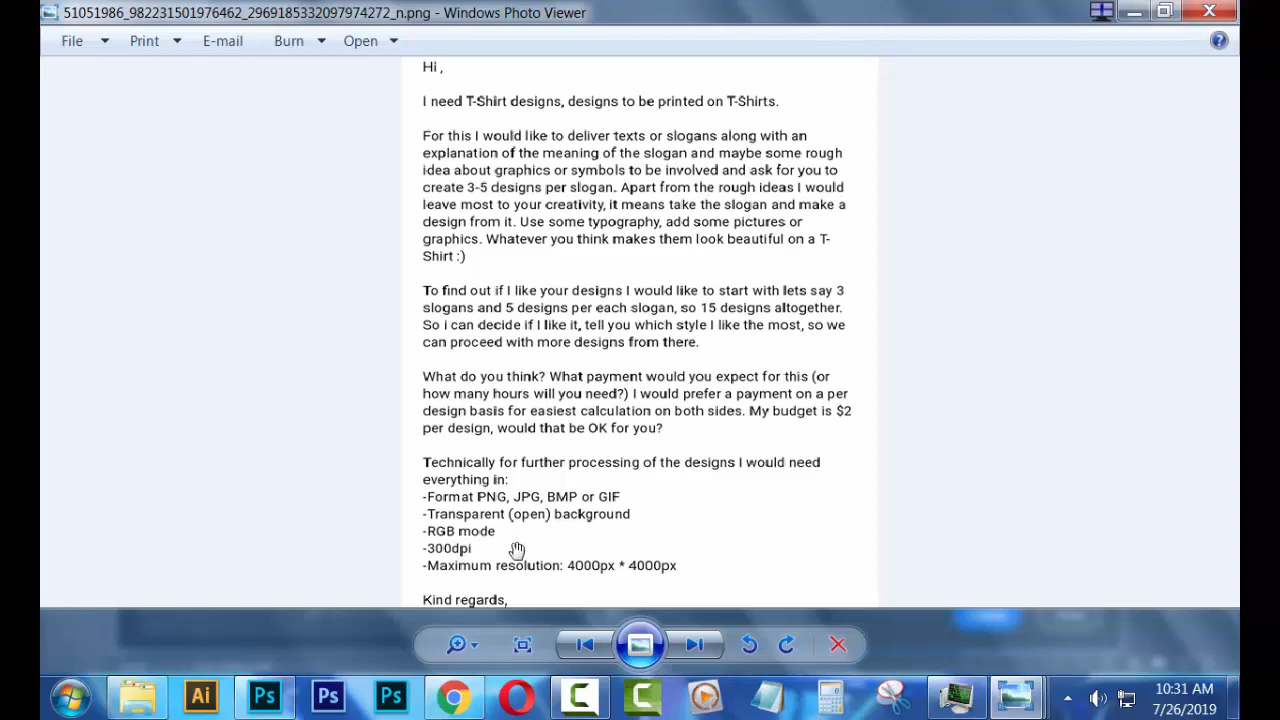 51051986_982231501976462_2969185332097974272_n.png - Windows Photo Viewer
File Print E-mail Burn Open
Hi ,
I need T-Shirt designs, designs to be printed on T-Shirts.
For this I would like to deliver texts or slogans along with an
explanation of the meaning of the slogan and maybe some rough
idea about graphics or symbols to be involved and ask for you to
create 3-5 designs per slogan. Apart from the rough ideas I would
leave most to your creativity, it means take the slogan and make a
design from it. Use some typography, add some pictures or
graphics. Whatever you think makes them look beautiful on a T-
Shirt :)
To find out if I like your designs I would like to start with lets say 3
slogans and 5 designs per each slogan, so 15 designs altogether.
So i can decide if I like it, tell you which style I like the most, so we
can proceed with more designs from there.
What do you think? What payment would you expect for this (or
how many hours will you need?) I would prefer a payment on a per
design basis for easiest calculation on both sides. My budget is $2
per design, would that be OK for you?
Technically for further processing of the designs I would need
everything in:
-Format PNG, JPG, BMP or GIF
-Transparent (open) background
-RGB mode
-300dpi
-Maximum resolution: 4000px * 4000px
Kind regards,
Ai Ps Ps Ps
10:31 AM
7/26/2019